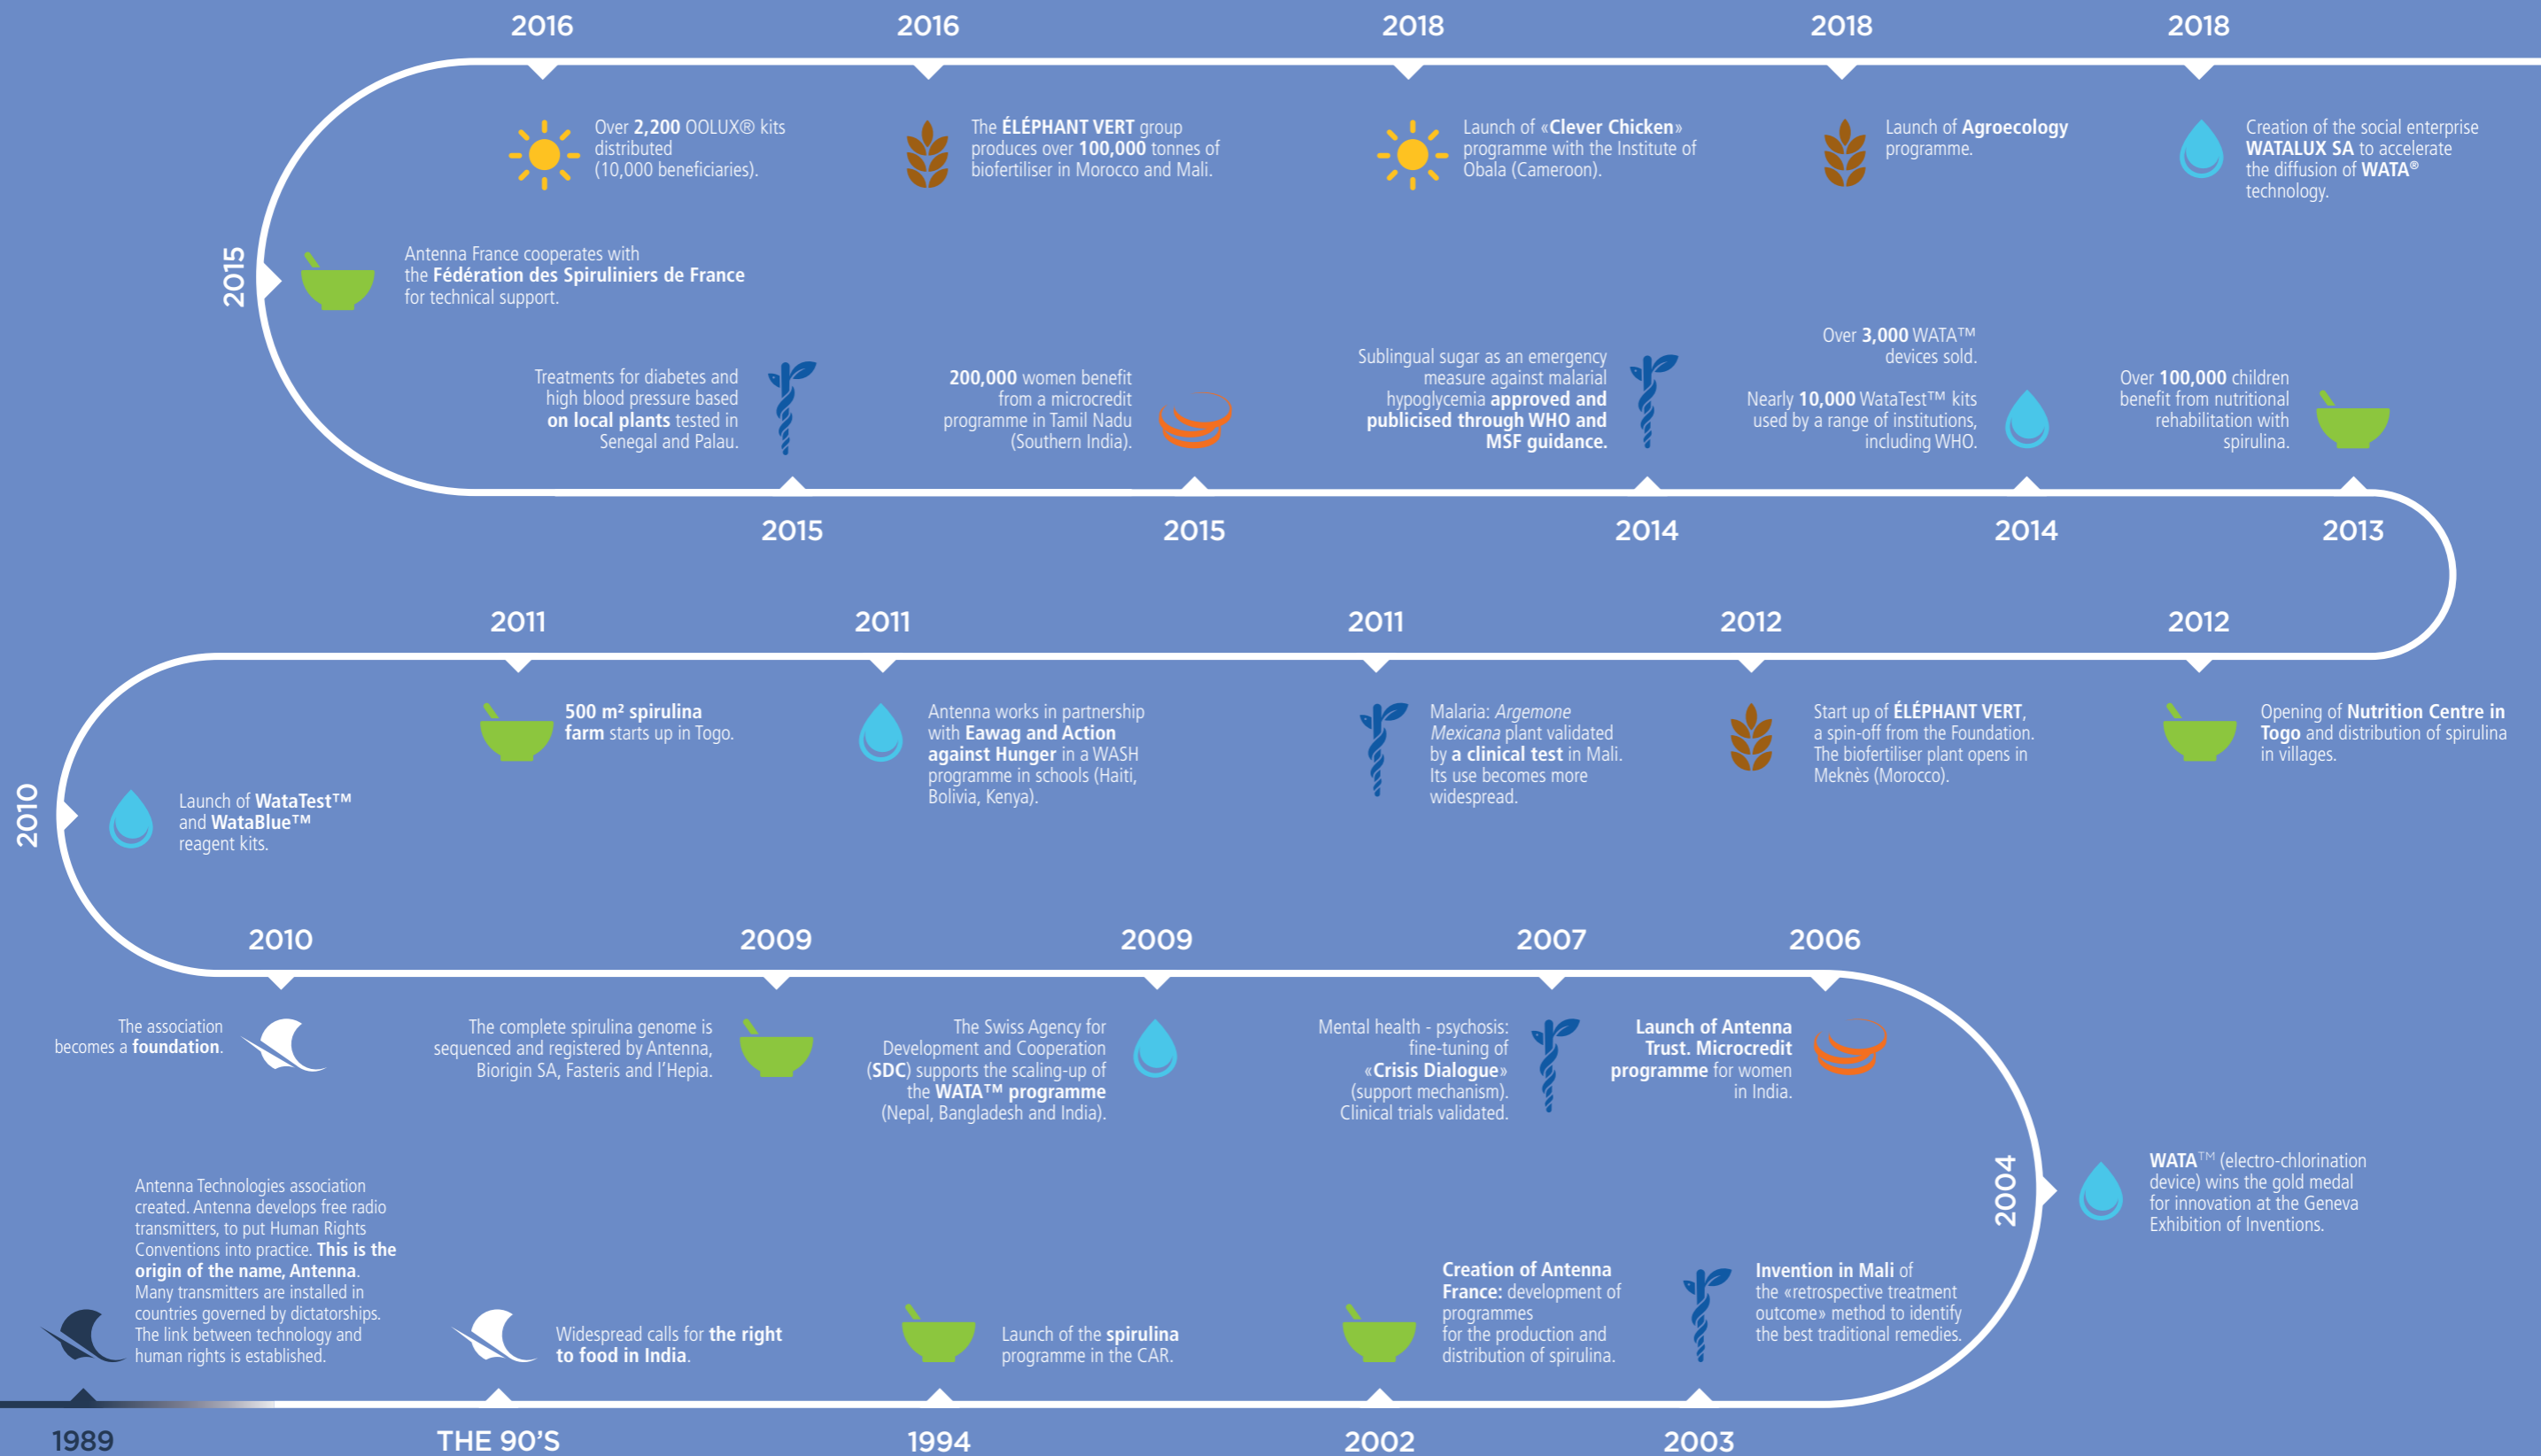 2016
Over 2,200 OOLUX® kits
distributed
(10,000 beneficiaries).
2016
The ÉLÉPHANT VERT group
produces over 100,000 tonnes of
biofertiliser in Morocco and Mali.
2018
Launch of «Clever Chicken»
programme with the Institute of
Obala (Cameroon).
2018
Launch of Agroecology
programme.
2018
Creation of the social enterprise
WATALUX SA to accelerate
the diffusion of WATA®
technology.
2015
Antenna France cooperates with
the Fédération des Spiruliniers de France
for technical support.
Treatments for diabetes and
high blood pressure based
on local plants tested in
Senegal and Palau.
2015
200,000 women benefit
from a microcredit
programme in Tamil Nadu
(Southern India).
2015
Sublingual sugar as an emergency
measure against malarial
hypoglycemia approved and
publicised through WHO and
MSF guidance.
2014
Over 3,000 WATA™
devices sold.
Nearly 10,000 WataTest™ kits
used by a range of institutions,
including WHO.
2014
Over 100,000 children
benefit from nutritional
rehabilitation with
spirulina.
2013
2011
500 m² spirulina
farm starts up in Togo.
2011
Antenna works in partnership
with Eawag and Action
against Hunger in a WASH
programme in schools (Haiti,
Bolivia, Kenya).
2011
Malaria: Argemone
Mexicana plant validated
by a clinical test in Mali.
Its use becomes more
widespread.
2012
Start up of ÉLÉPHANT VERT,
a spin-off from the Foundation.
The biofertiliser plant opens in
Meknès (Morocco).
2012
Opening of Nutrition Centre in
Togo and distribution of spirulina
in villages.
2010
Launch of WataTest™
and WataBlue™
reagent kits.
2010
The association
becomes a foundation.
2009
The complete spirulina genome is
sequenced and registered by Antenna,
Biorigin SA, Fasteris and l'Hepia.
2009
The Swiss Agency for
Development and Cooperation
(SDC) supports the scaling-up of
the WATA™ programme
(Nepal, Bangladesh and India).
2007
Mental health - psychosis:
fine-tuning of
«Crisis Dialogue»
(support mechanism).
Clinical trials validated.
2006
Launch of Antenna
Trust. Microcredit
programme for women
in India.
2004
WATA™ (electro-chlorination
device) wins the gold medal
for innovation at the Geneva
Exhibition of Inventions.
Antenna Technologies association
created. Antenna develops free radio
transmitters, to put Human Rights
Conventions into practice. This is the
origin of the name, Antenna.
Many transmitters are installed in
countries governed by dictatorships.
The link between technology and
human rights is established.
1989
Widespread calls for the right
to food in India.
THE 90'S
Launch of the spirulina
programme in the CAR.
1994
Creation of Antenna
France: development of
programmes
for the production and
distribution of spirulina.
2002
Invention in Mali of
the «retrospective treatment
outcome» method to identify
the best traditional remedies.
2003